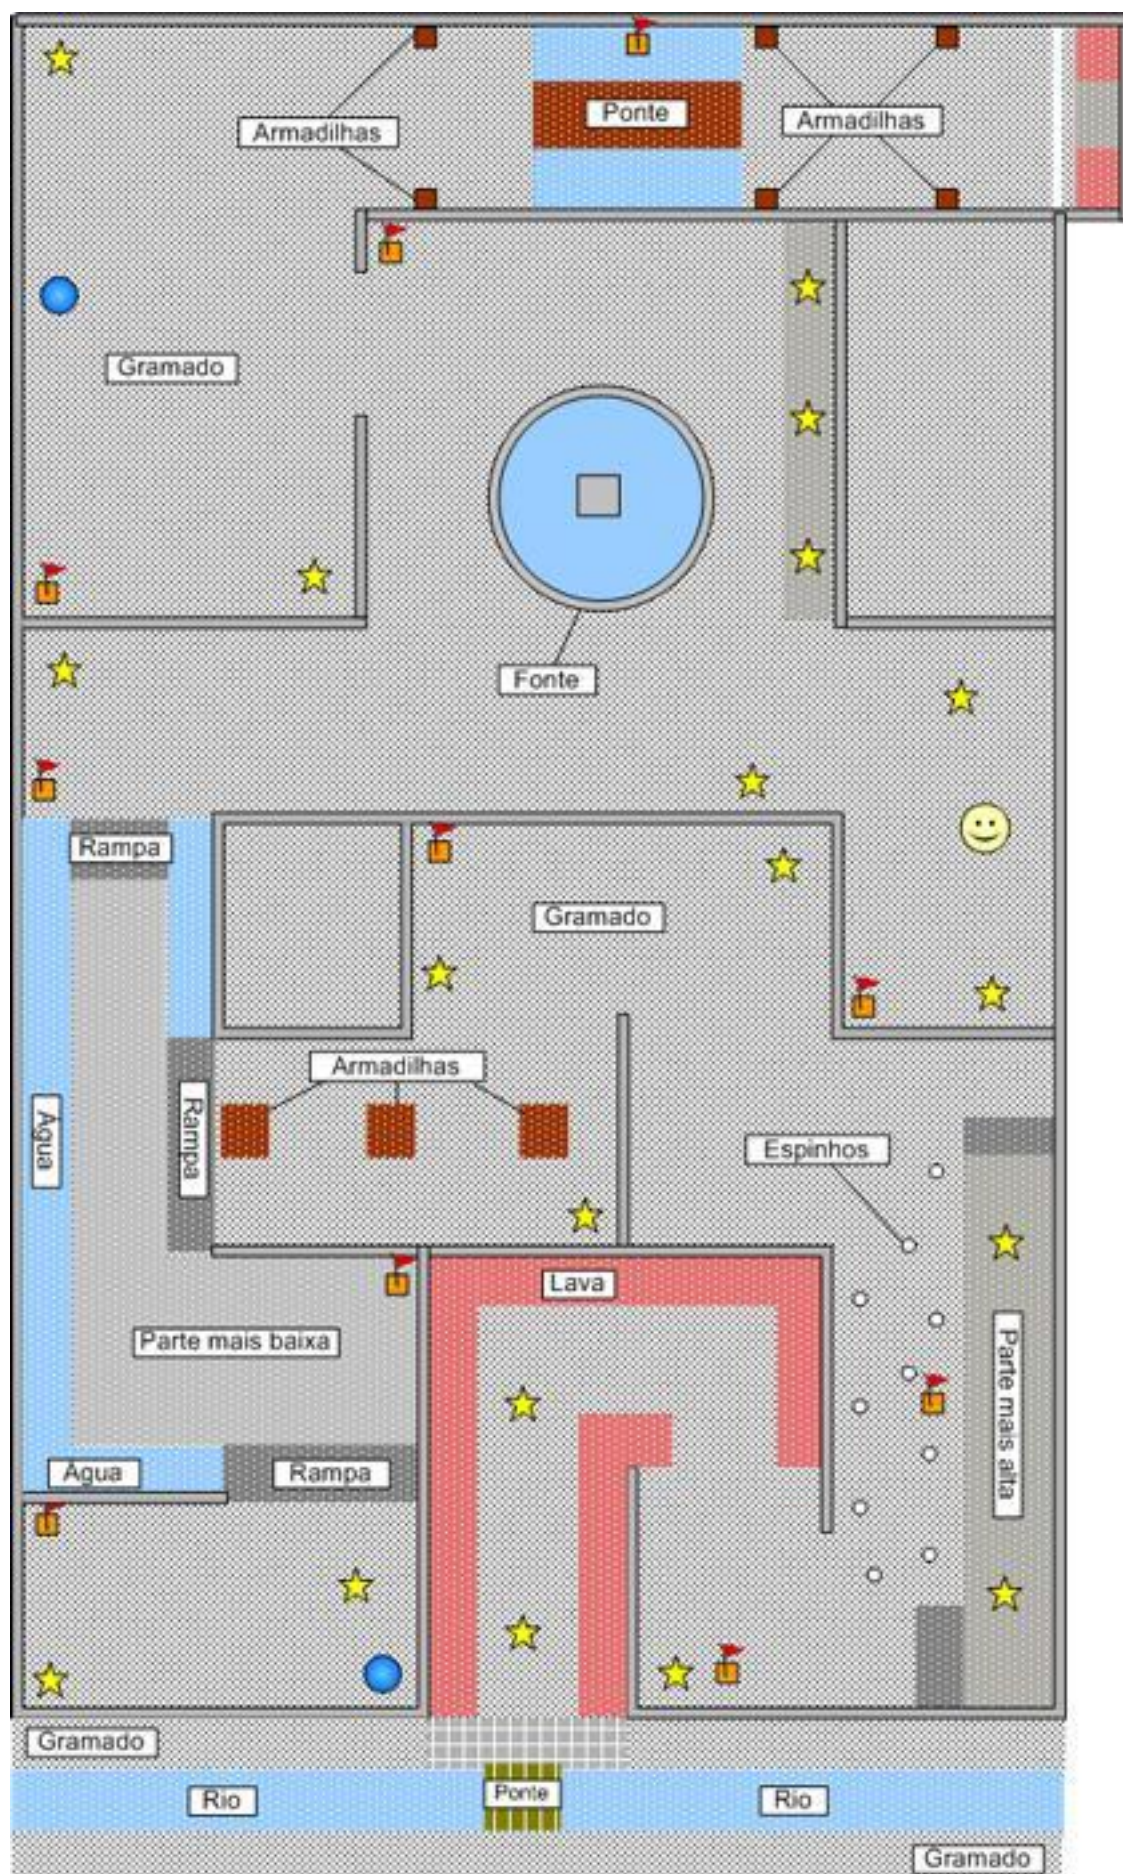 Ponte
Armadilhas
Armadilhas
Gramado
Fonte
Rampa
Gramado
Armadilhas
Água
Rampa
Espinhos
Lava
Parte mais baixa
Parte mais alta
Água
Rampa
Gramado
Rio
Ponte
Rio
Gramado